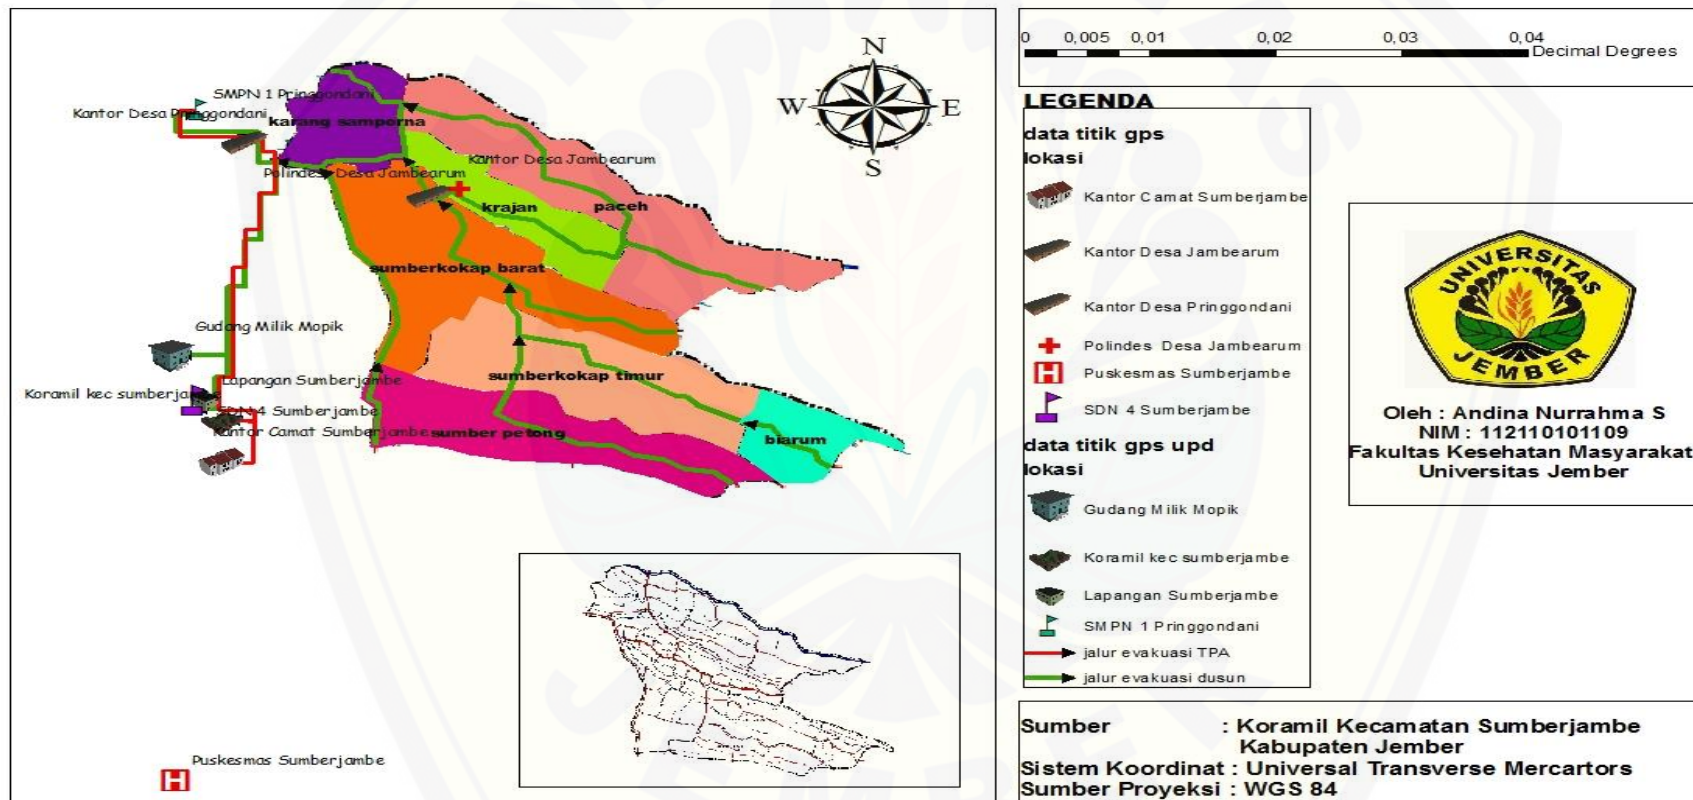 SMPN 1 Pringgondani
Kantor Desa Pringgondani
karang samporna
Kantor Desa Jambearum
Polindes Desa Jambearum
krajan
paceh
sumberkokap barat
Gudang Milik Mopik
Lapangan Sumberjambe
sumberkokap timur
Koramil kec sumberjambe
SDN 4 Sumberjambe
Kantor Camat Sumberjambe
sumber petong
biarum
Puskesmas Sumberjambe
H
N
W
E
S
0 0,005 0,01 0,02 0,03 0,04
Decimal Degrees
LEGENDA
data titik gps
lokasi
Kantor Camat Sumberjambe
Kantor Desa Jambearum
Kantor Desa Pringgondani
Polindes Desa Jambearum
H Puskesmas Sumberjambe
SDN 4 Sumberjambe
data titik gps upd
lokasi
Gudang Milik Mopik
Koramil kec sumberjambe
Lapangan Sumberjambe
SMPN 1 Pringgondani
jalur evakuasi TPA
jalur evakuasi dusun
UNIVERSITAS
JEMBER
Oleh : Andina Nurrahma S
NIM : 112110101109
Fakultas Kesehatan Masyarakat
Universitas Jember
Sumber : Koramil Kecamatan Sumberjambe
Kabupaten Jember
Sistem Koordinat : Universal Transverse Mercartors
Sumber Proyeksi : WGS 84